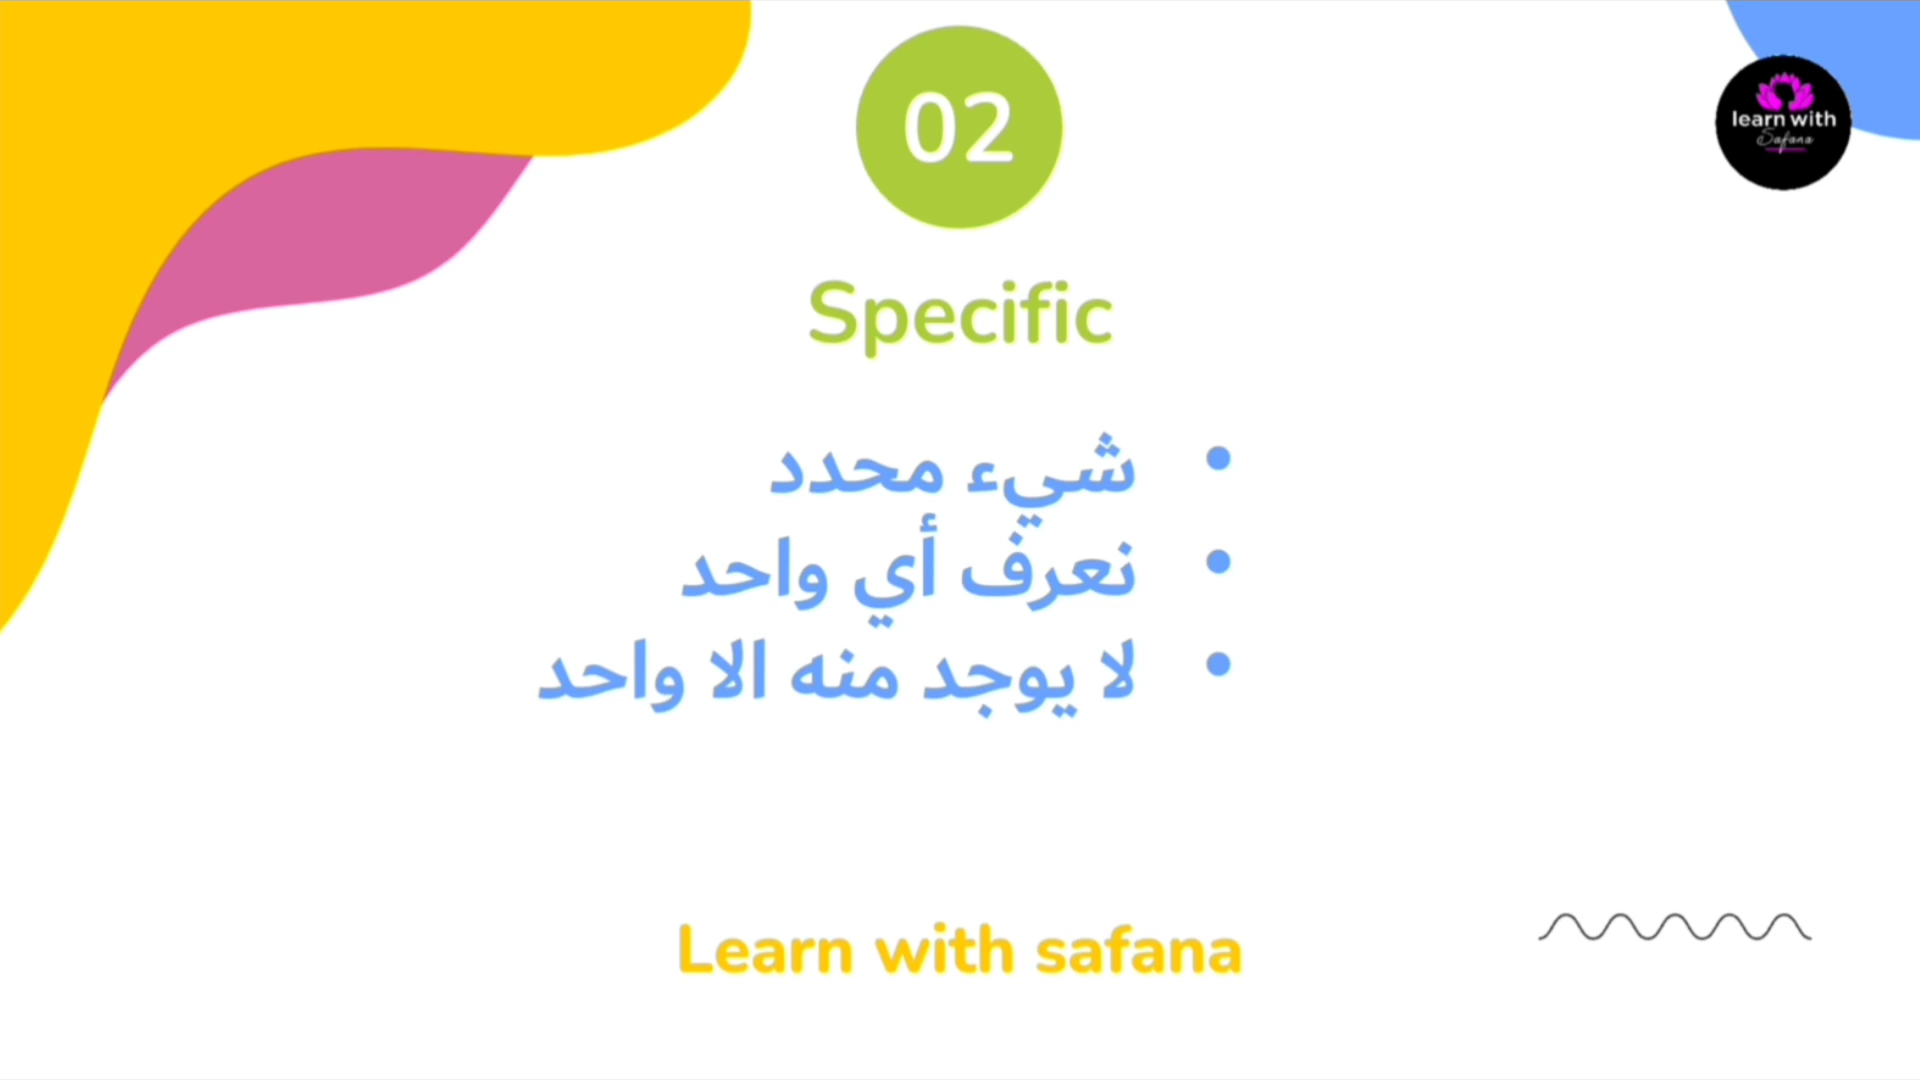 02
learn with
Safana
Specific
• شيء محدد
• نعرف أي واحد
• لا يوجد منه الا واحد
Learn with safana